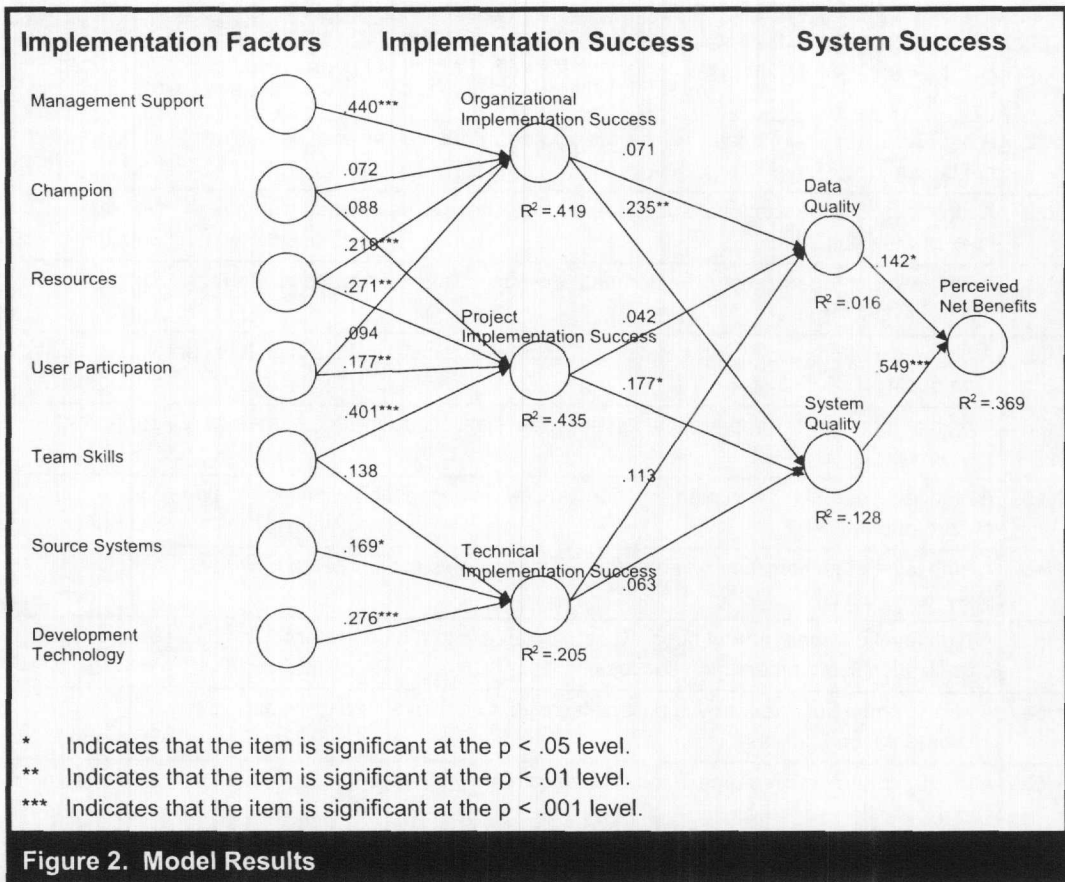 Implementation Factors Implementation Success System Success
Management Support
Champion
Resources
User Participation
Team Skills
Source Systems
Development
Technology
.440***
.072
.088
.219***
.271**
.094
.177**
.401***
.138
.169*
.276***
Organizational
Implementation Success
R² =.419
Project
Implementation Success
R² =.435
Technical
Implementation Success
R² =.205
.071
.235**
.042
.177*
.113
.063
Data
Quality
R² =.016
System
Quality
R² =.128
.142*
.549***
Perceived
Net Benefits
R² =.369
* Indicates that the item is significant at the p < .05 level.
** Indicates that the item is significant at the p < .01 level.
*** Indicates that the item is significant at the p < .001 level.
Figure 2. Model Results